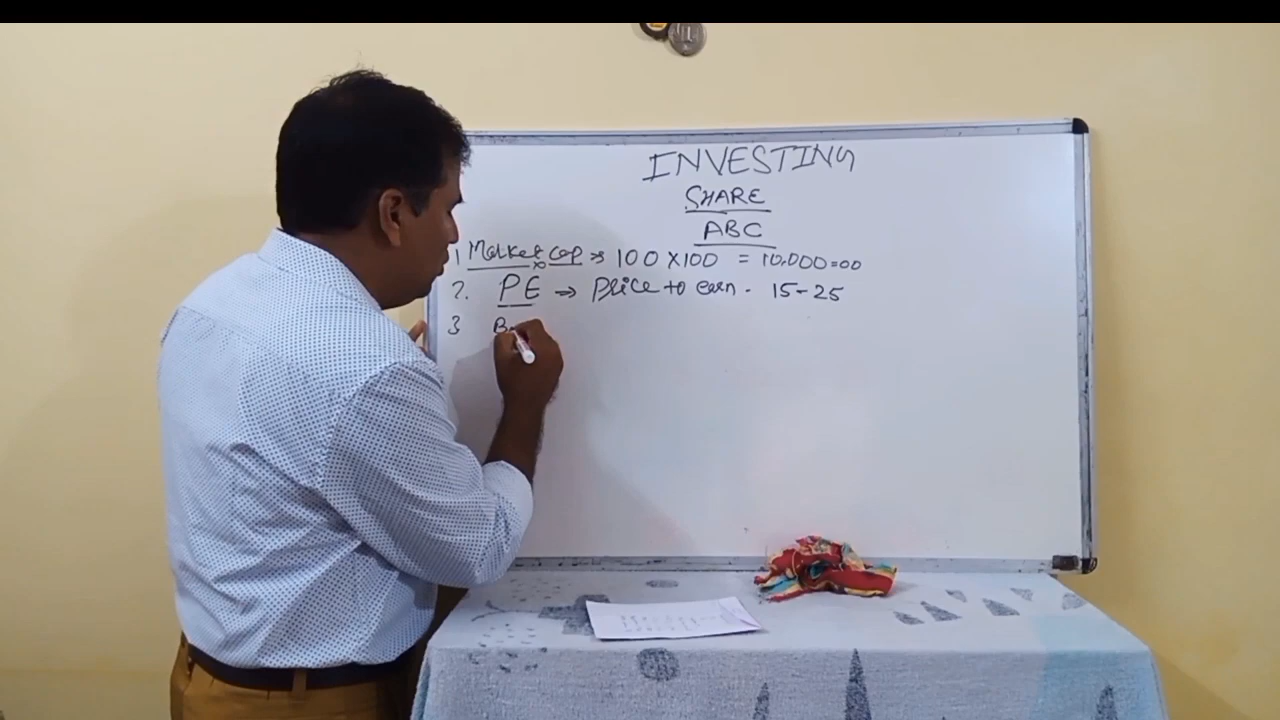 INVESTING
SHARE
ABC
1 Market cap ⇒ 100 X 100 = 10,000=00
2. PE ⇒ Price to earn. 15-25
3 B